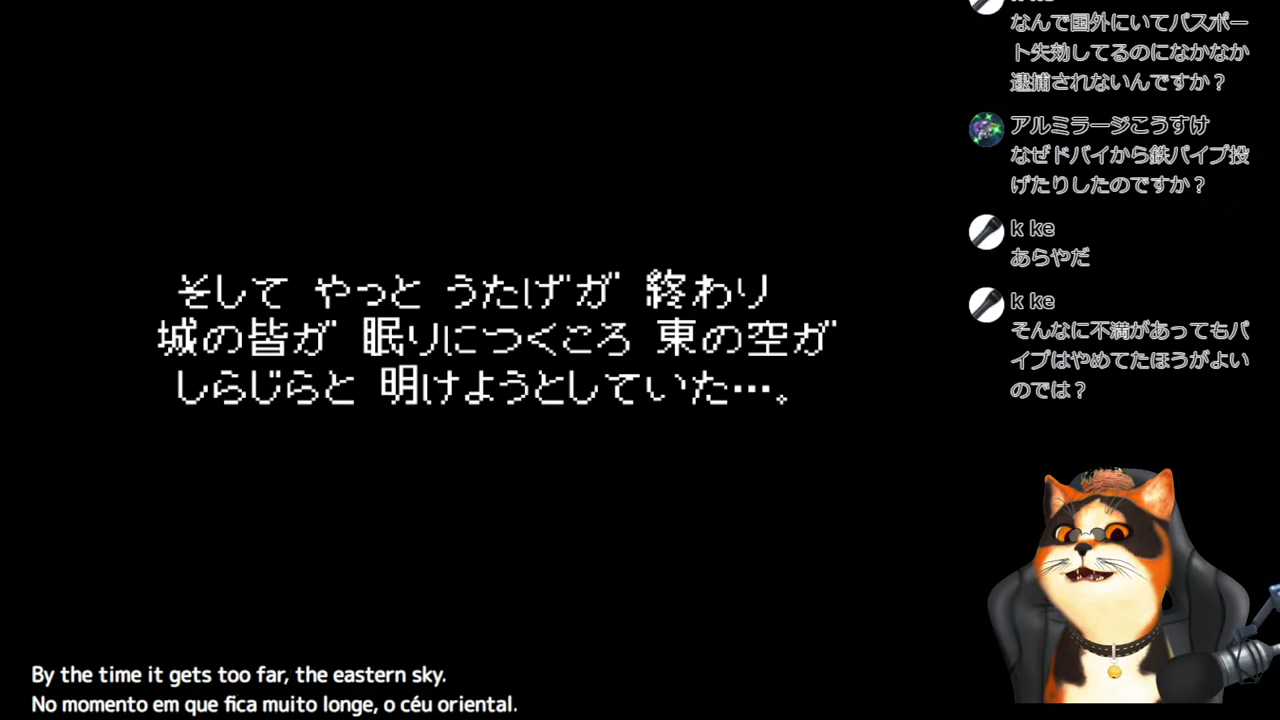 そして やっと うたげが 終わり
城の皆が 眠りにつくころ 東の空が
しらじらと 明けようとしていた…。
k ke
なんで国外にいてパスポー
ト失効してるのになかなか
逮捕されないんですか？
アルミラージこうすけ
なぜドバイから鉄パイプ投
げたりしたのですか？
k ke
あらやだ
k ke
そんなに不満があってもパ
イプはやめてたほうがよい
のでは？
By the time it gets too far, the eastern sky.
No momento em que fica muito longe, o céu oriental.